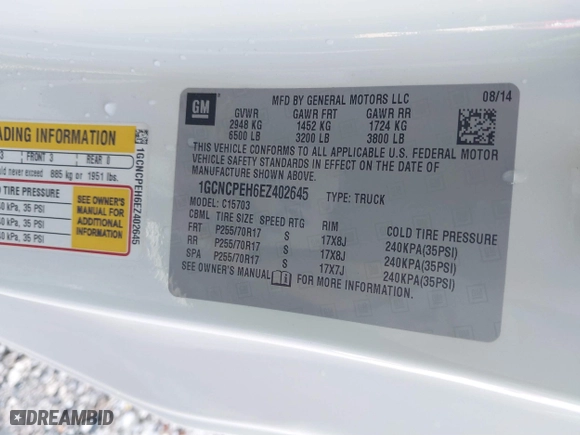 GM
MFD BY GENERAL MOTORS LLC
08/14
GVWR GAWR FRT GAWR RR
2948 KG 1452 KG 1724 KG
6500 LB 3200 LB 3800 LB
THIS VEHICLE CONFORMS TO ALL APPLICABLE U.S. FEDERAL MOTOR
VEHICLE SAFETY STANDARDS IN EFFECT ON THE DATE OF
MANUFACTURE SHOWN ABOVE.
1GCNCPEH6EZ402645 TYPE: TRUCK
MODEL: C15703
CBML TIRE SIZE SPEED RTG RIM COLD TIRE PRESSURE
FRT P255/70R17 S 17X8J 240KPA(35PSI)
RR P255/70R17 S 17X8J 240KPA(35PSI)
SPA P255/70R17 S 17X7J 240KPA(35PSI)
SEE OWNER'S MANUAL FOR MORE INFORMATION.
ADING INFORMATION
3 FRONT 3 REAR 0
uld never exceed 885 kg or 1951 lbs.
D TIRE PRESSURE
0 kPa, 35 PSI
0 kPa, 35 PSI
0 kPa, 35 PSI
SEE OWNER'S
MANUAL FOR
ADDITIONAL
INFORMATION
1GCNCPEH6EZ402645
DREAMBID